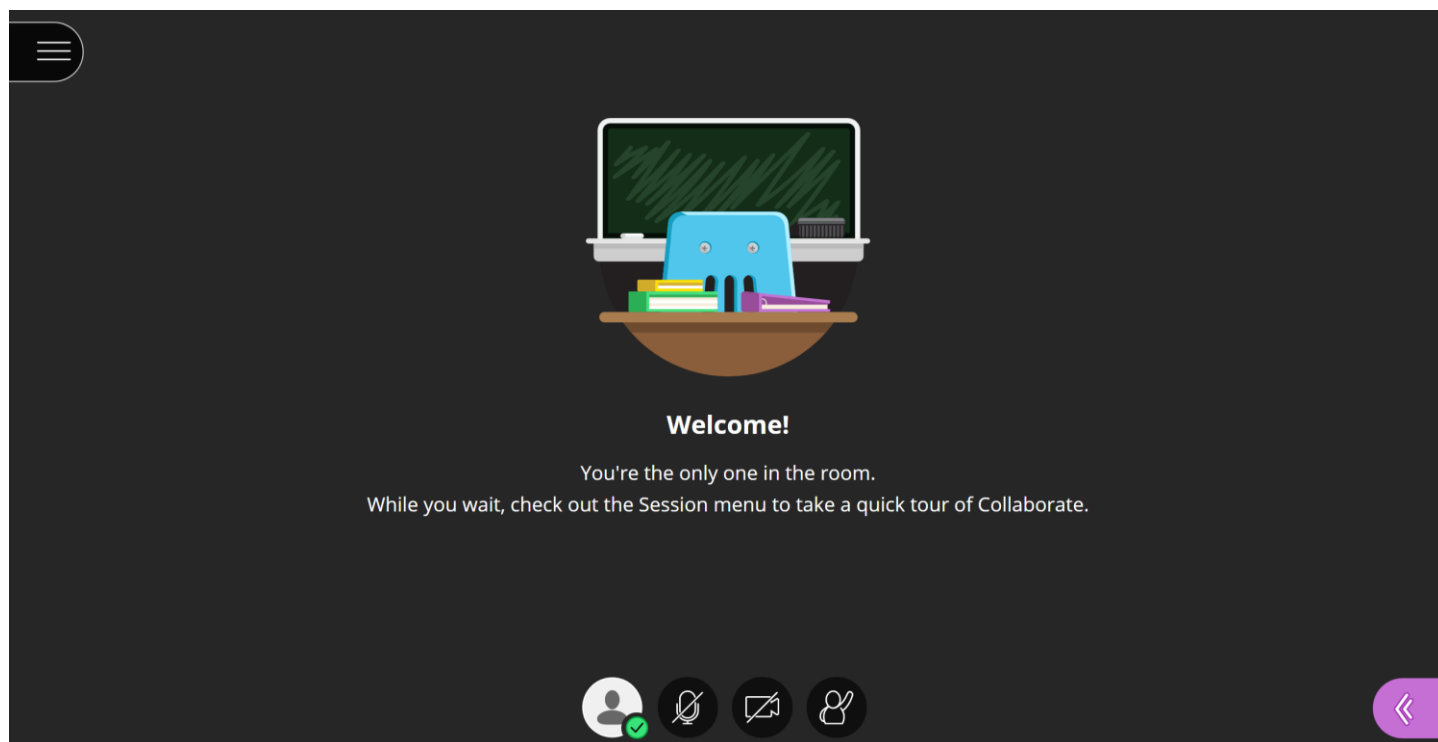 Welcome!
You're the only one in the room.
While you wait, check out the Session menu to take a quick tour of Collaborate.